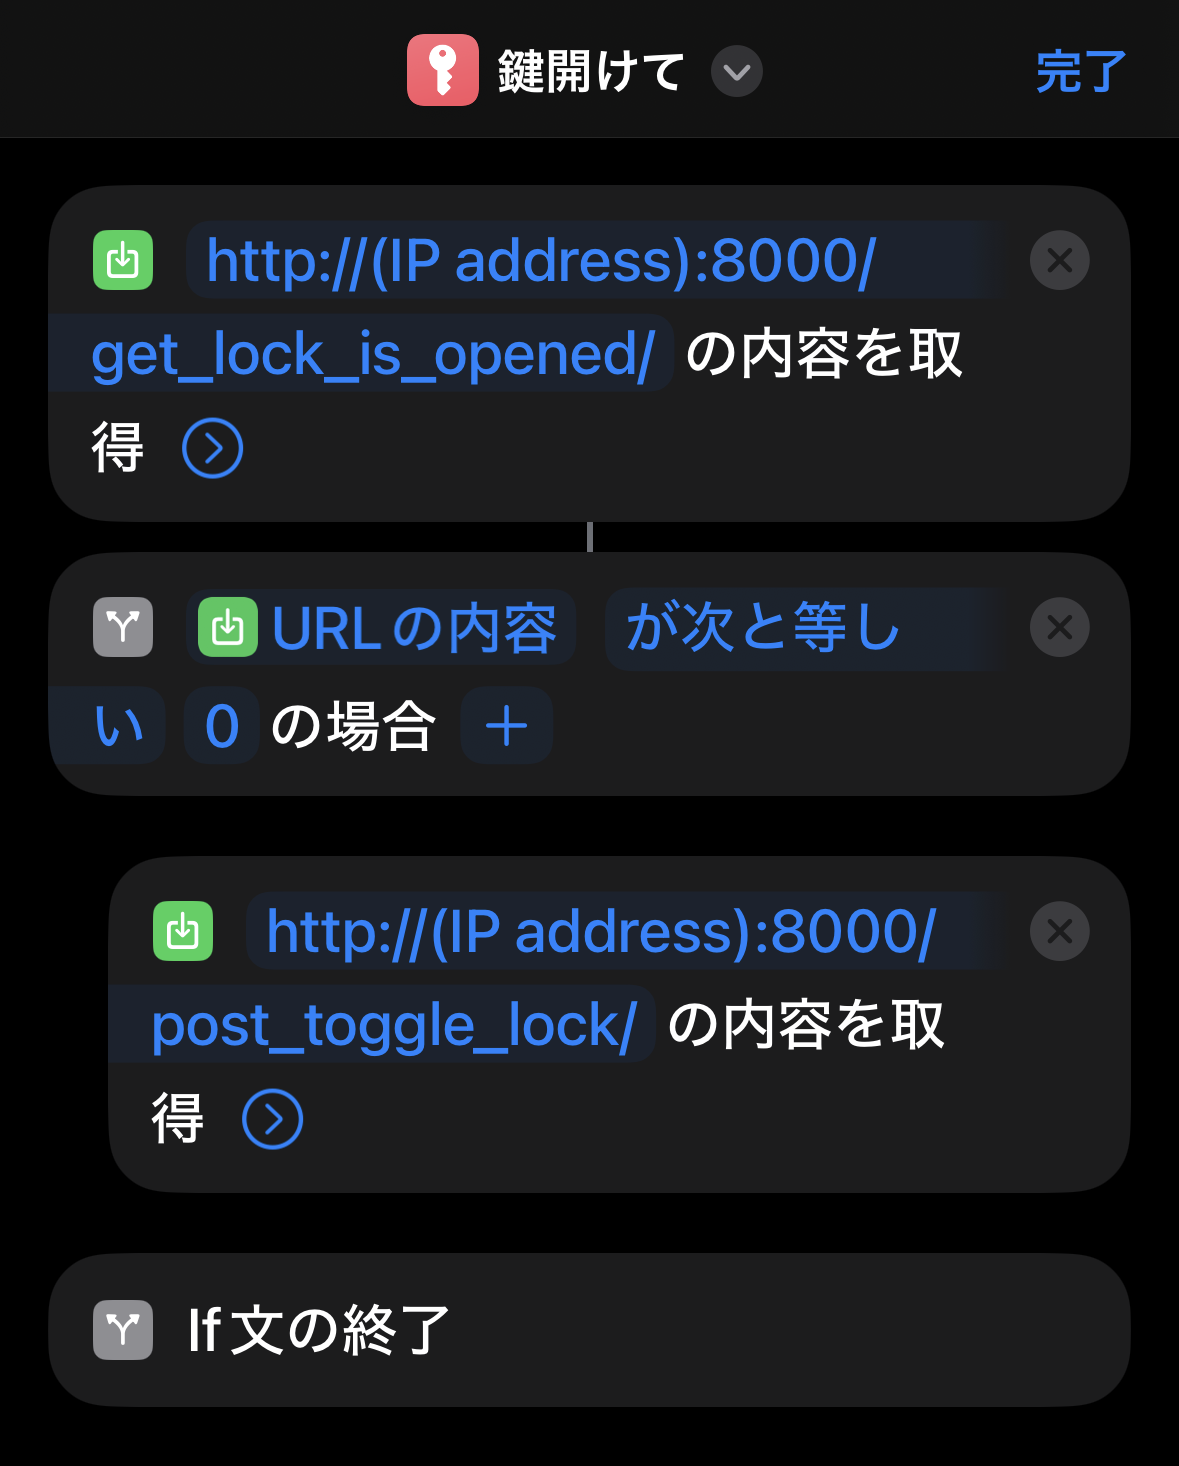 鍵開けて
完了
http://(IP address):8000/
get_lock_is_opened/ の内容を取
得
URLの内容 が次と等し
い 0 の場合
http://(IP address):8000/
post_toggle_lock/ の内容を取
得
If文の終了